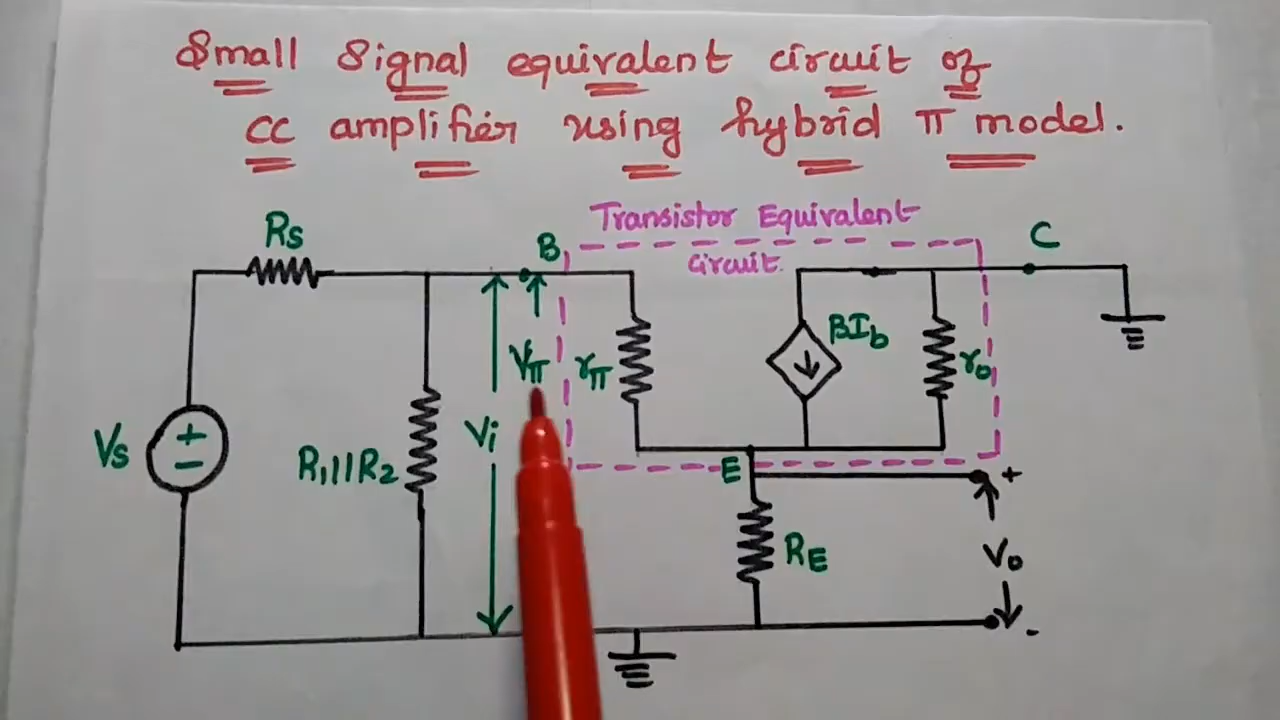 Small Signal equivalent circuit of
CC amplifier using hybrid π model.
Transistor Equivalent
Circuit.
Rs
B
C
Vπ
rπ
βIb
ro
Vs
+
-
R1||R2
Vi
E
+
RE
Vo
-